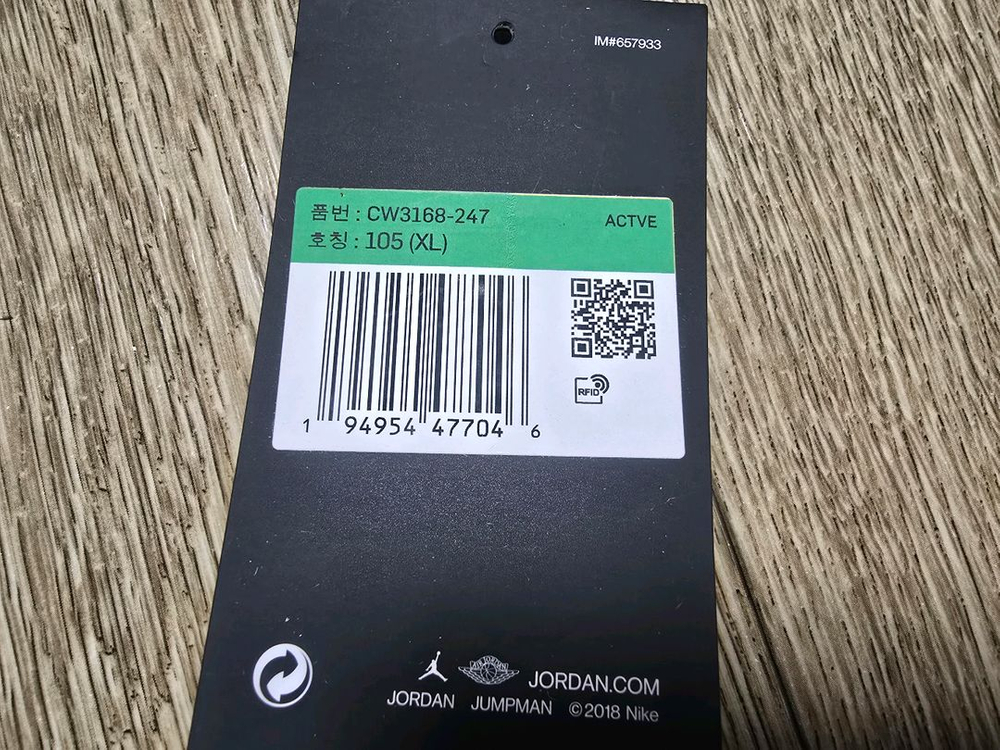 IM#657933
품번 : CW3168-247
ACTVE
호칭 : 105 (XL)
RFID
1 94954 47704 6
JORDAN.COM
JORDAN JUMPMAN ©2018 Nike